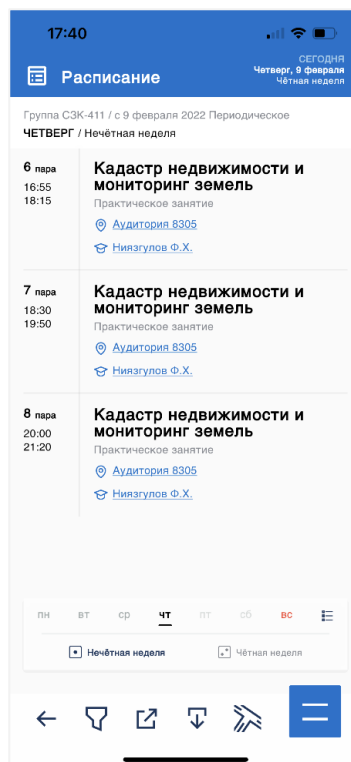 17:40
СЕГОДНЯ
Расписание
Четверг, 9 февраля
Чётная неделя
Группа СЗК-411 / с 9 февраля 2022 Периодическое
ЧЕТВЕРГ / Нечётная неделя
6 пара
16:55
18:15
Кадастр недвижимости и
мониторинг земель
Практическое занятие
Аудитория 8305
Ниязгулов Ф.Х.
7 пара
18:30
19:50
Кадастр недвижимости и
мониторинг земель
Практическое занятие
Аудитория 8305
Ниязгулов Ф.Х.
8 пара
20:00
21:20
Кадастр недвижимости и
мониторинг земель
Практическое занятие
Аудитория 8305
Ниязгулов Ф.Х.
пн вт ср чт пт сб вс
Нечётная неделя Чётная неделя